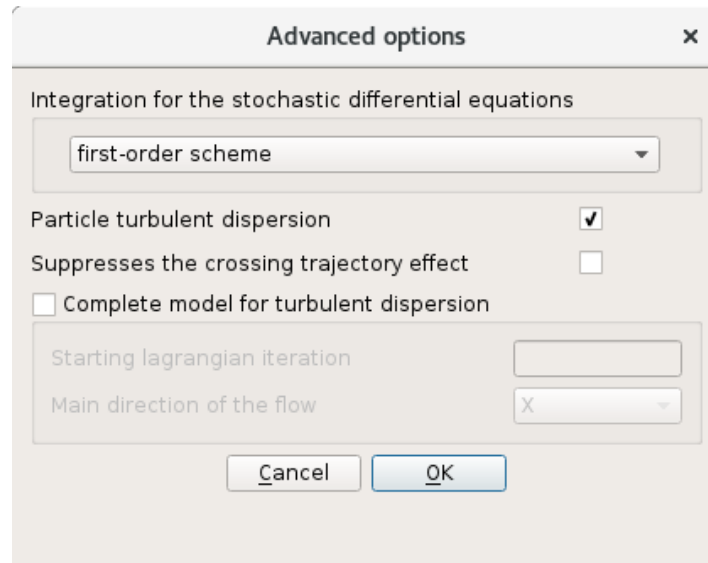 Advanced options
Integration for the stochastic differential equations
first-order scheme
Particle turbulent dispersion
Suppresses the crossing trajectory effect
Complete model for turbulent dispersion
Starting lagrangian iteration
Main direction of the flow X
Cancel OK